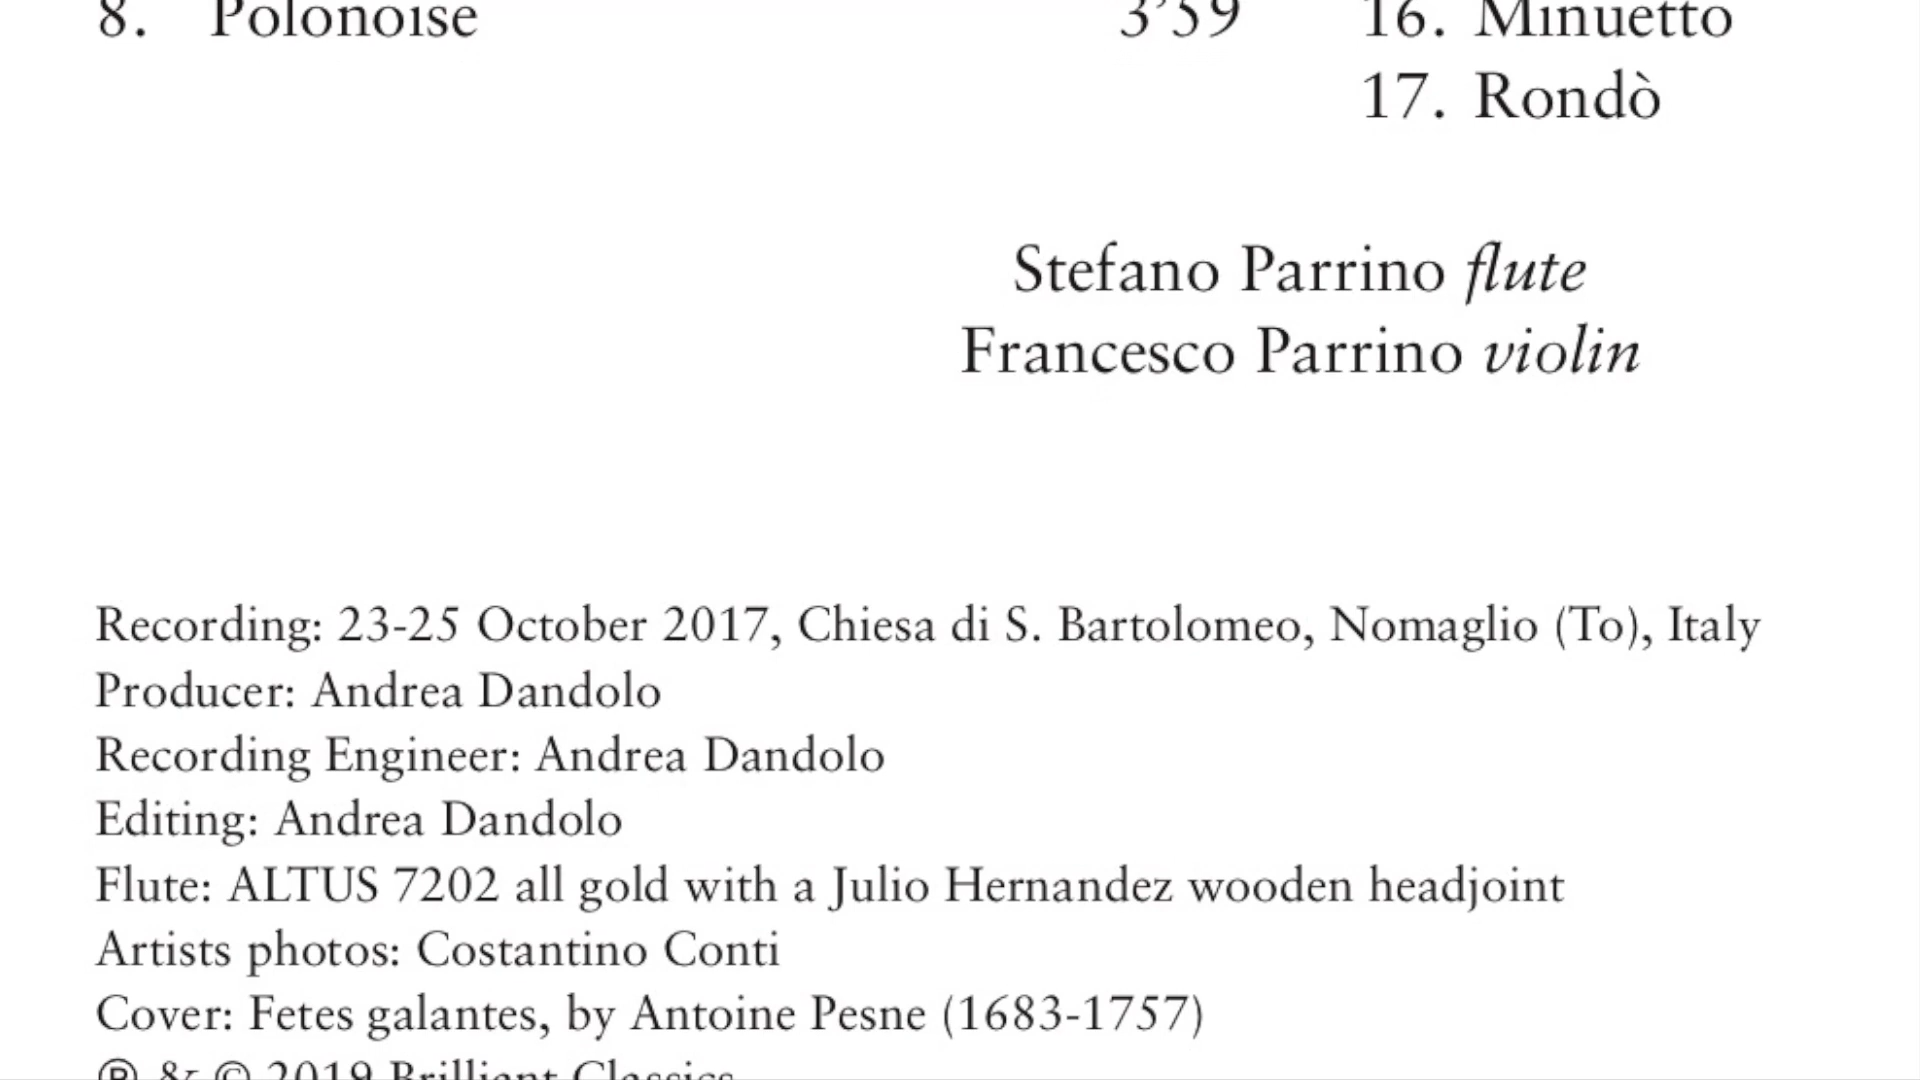 8. Polonoise 3’59 16. Minuetto
17. Rondò
Stefano Parrino flute
Francesco Parrino violin
Recording: 23-25 October 2017, Chiesa di S. Bartolomeo, Nomaglio (To), Italy
Producer: Andrea Dandolo
Recording Engineer: Andrea Dandolo
Editing: Andrea Dandolo
Flute: ALTUS 7202 all gold with a Julio Hernandez wooden headjoint
Artists photos: Costantino Conti
Cover: Fetes galantes, by Antoine Pesne (1683-1757)
℗ & © 2019 Brilliant Classics